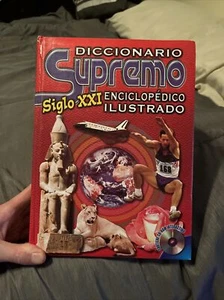 DICCIONARIO
Supremo
Siglo XXI ENCICLOPÉDICO
ILUSTRADO